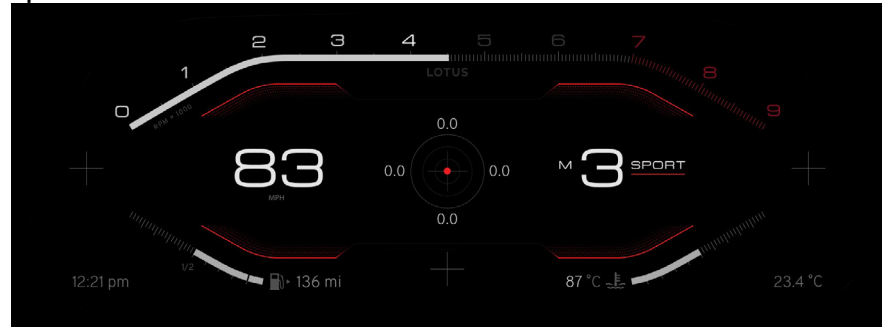 0 1 2 3 4 5 6 7 8 9
RPM × 1000
LOTUS
0.0
83
MPH
0.0 0.0
M 3 SPORT
0.0
1/2
12:21 pm
136 mi
87 °C
23.4 °C